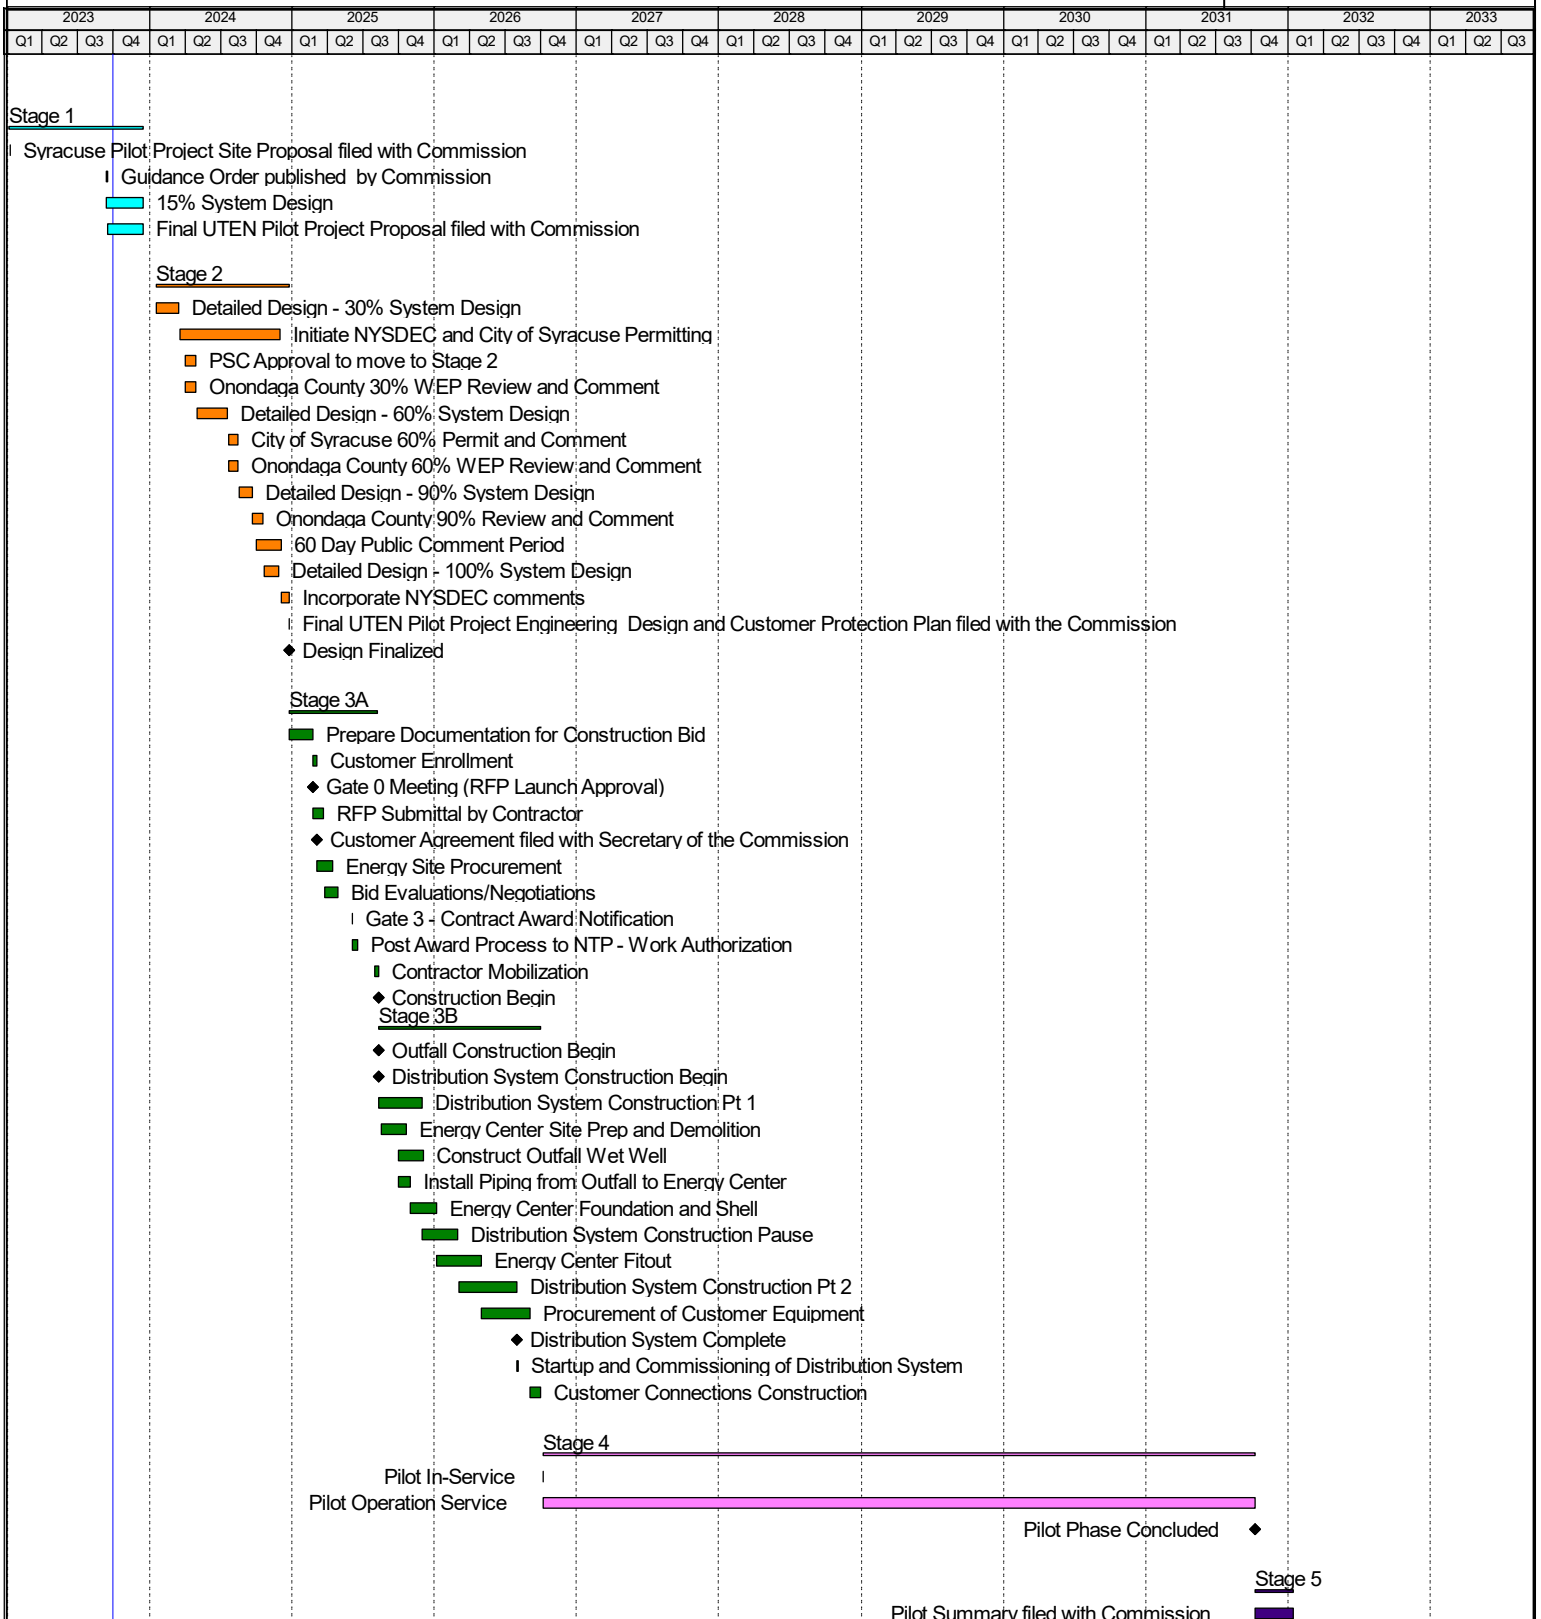 2023 2024 2025 2026 2027 2028 2029 2030 2031 2032 2033
Q1 Q2 Q3 Q4 Q1 Q2 Q3 Q4 Q1 Q2 Q3 Q4 Q1 Q2 Q3 Q4 Q1 Q2 Q3 Q4 Q1 Q2 Q3 Q4 Q1 Q2 Q3 Q4 Q1 Q2 Q3 Q4 Q1 Q2 Q3 Q4 Q1 Q2 Q3 Q4 Q1 Q2 Q3
Stage 1
Syracuse Pilot Project Site Proposal filed with Commission
Guidance Order published by Commission
15% System Design
Final UTEN Pilot Project Proposal filed with Commission
Stage 2
Detailed Design - 30% System Design
Initiate NYSDEC and City of Syracuse Permitting
PSC Approval to move to Stage 2
Onondaga County 30% WEP Review and Comment
Detailed Design - 60% System Design
City of Syracuse 60% Permit and Comment
Onondaga County 60% WEP Review and Comment
Detailed Design - 90% System Design
Onondaga County 90% Review and Comment
60 Day Public Comment Period
Detailed Design - 100% System Design
Incorporate NYSDEC comments
Final UTEN Pilot Project Engineering Design and Customer Protection Plan filed with the Commission
Design Finalized
Stage 3A
Prepare Documentation for Construction Bid
Customer Enrollment
Gate 0 Meeting (RFP Launch Approval)
RFP Submittal by Contractor
Customer Agreement filed with Secretary of the Commission
Energy Site Procurement
Bid Evaluations/Negotiations
Gate 3 - Contract Award Notification
Post Award Process to NTP - Work Authorization
Contractor Mobilization
Construction Begin
Stage 3B
Outfall Construction Begin
Distribution System Construction Begin
Distribution System Construction Pt 1
Energy Center Site Prep and Demolition
Construct Outfall Wet Well
Install Piping from Outfall to Energy Center
Energy Center Foundation and Shell
Distribution System Construction Pause
Energy Center Fitout
Distribution System Construction Pt 2
Procurement of Customer Equipment
Distribution System Complete
Startup and Commissioning of Distribution System
Customer Connections Construction
Stage 4
Pilot In-Service
Pilot Operation Service
Pilot Phase Concluded
Stage 5
Pilot Summary filed with Commission